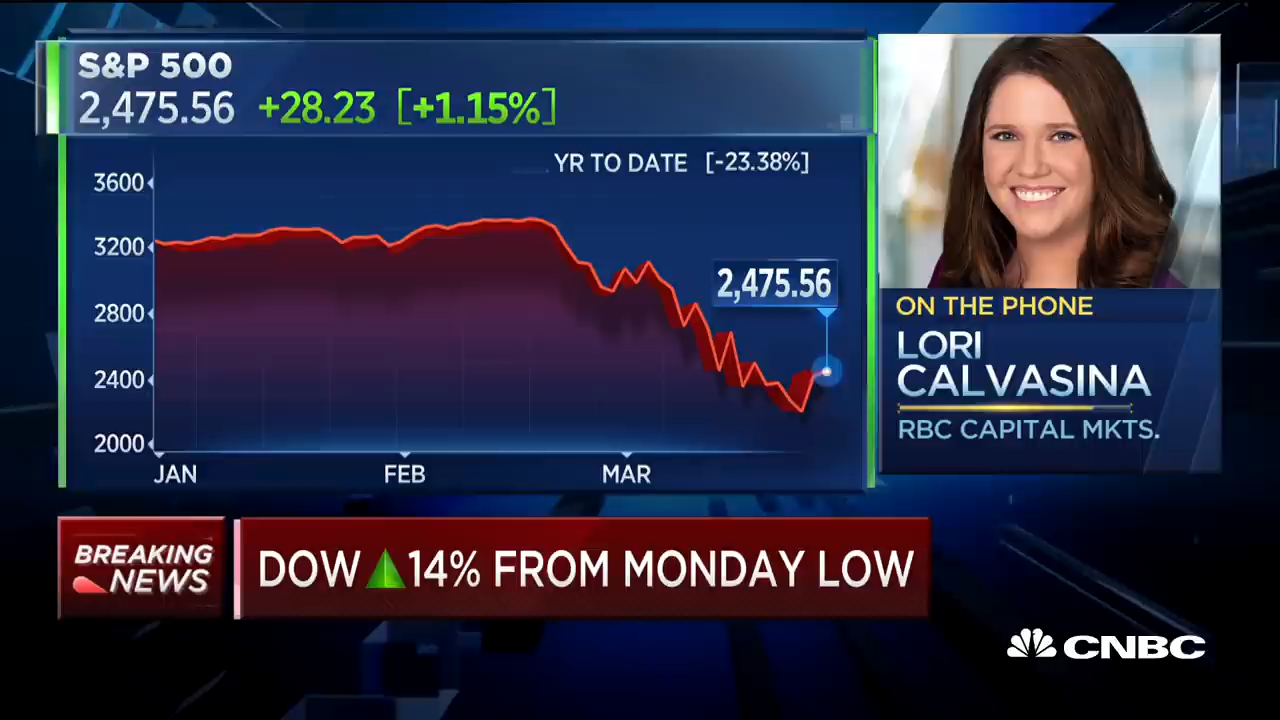 S&P 500
2,475.56 +28.23 [+1.15%]
YR TO DATE [-23.38%]
3600
3200
2800
2400
2000
2,475.56
JAN FEB MAR
ON THE PHONE
LORI
CALVASINA
RBC CAPITAL MKTS.
BREAKING
NEWS
DOW 14% FROM MONDAY LOW
CNBC